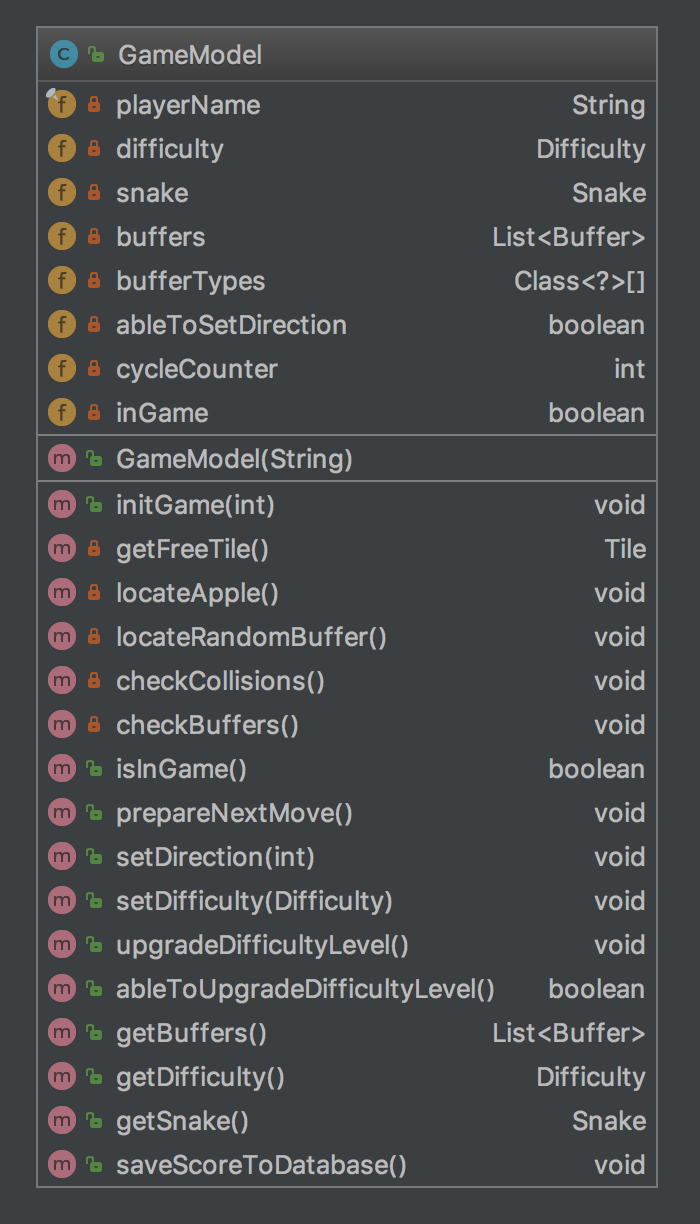 C GameModel
f playerName String
f difficulty Difficulty
f snake Snake
f buffers List<Buffer>
f bufferTypes Class<?>[]
f ableToSetDirection boolean
f cycleCounter int
f inGame boolean
m GameModel(String)
m initGame(int) void
m getFreeTile() Tile
m locateApple() void
m locateRandomBuffer() void
m checkCollisions() void
m checkBuffers() void
m isInGame() boolean
m prepareNextMove() void
m setDirection(int) void
m setDifficulty(Difficulty) void
m upgradeDifficultyLevel() void
m ableToUpgradeDifficultyLevel() boolean
m getBuffers() List<Buffer>
m getDifficulty() Difficulty
m getSnake() Snake
m saveScoreToDatabase() void